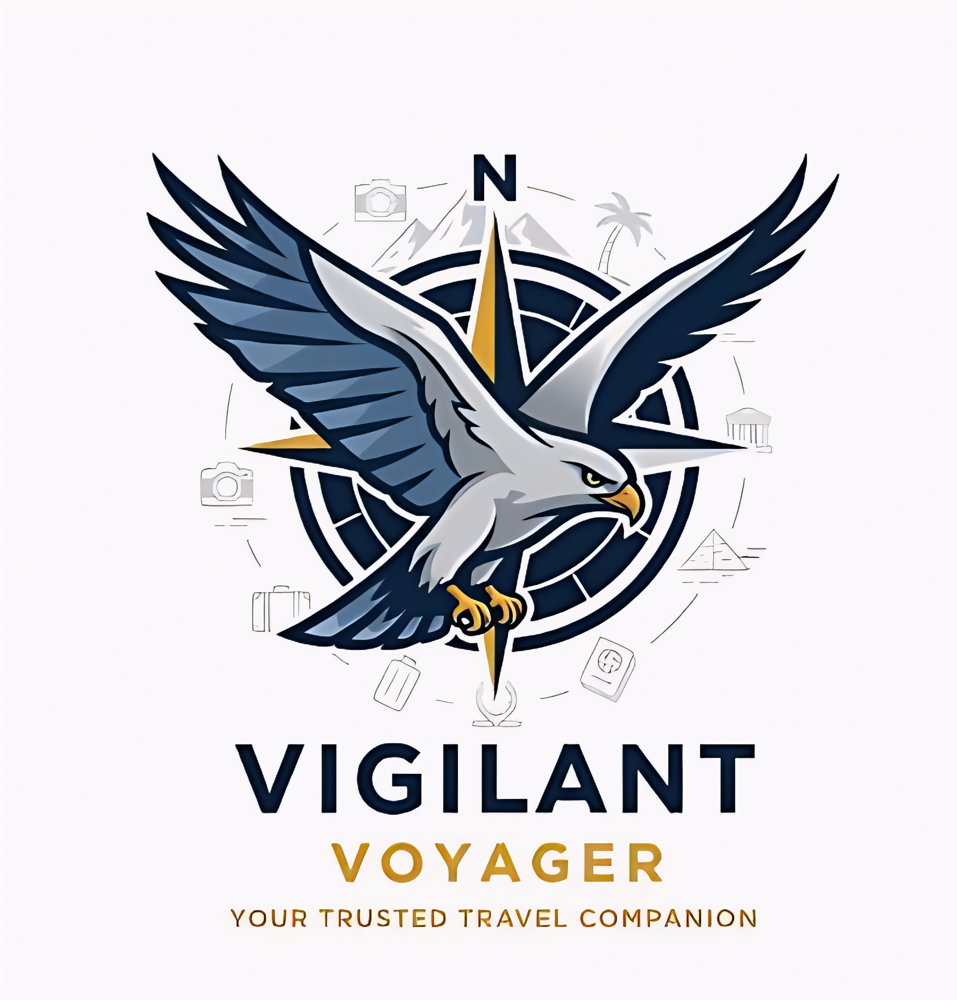 N
VIGILANT
VOYAGER
YOUR TRUSTED TRAVEL COMPANION